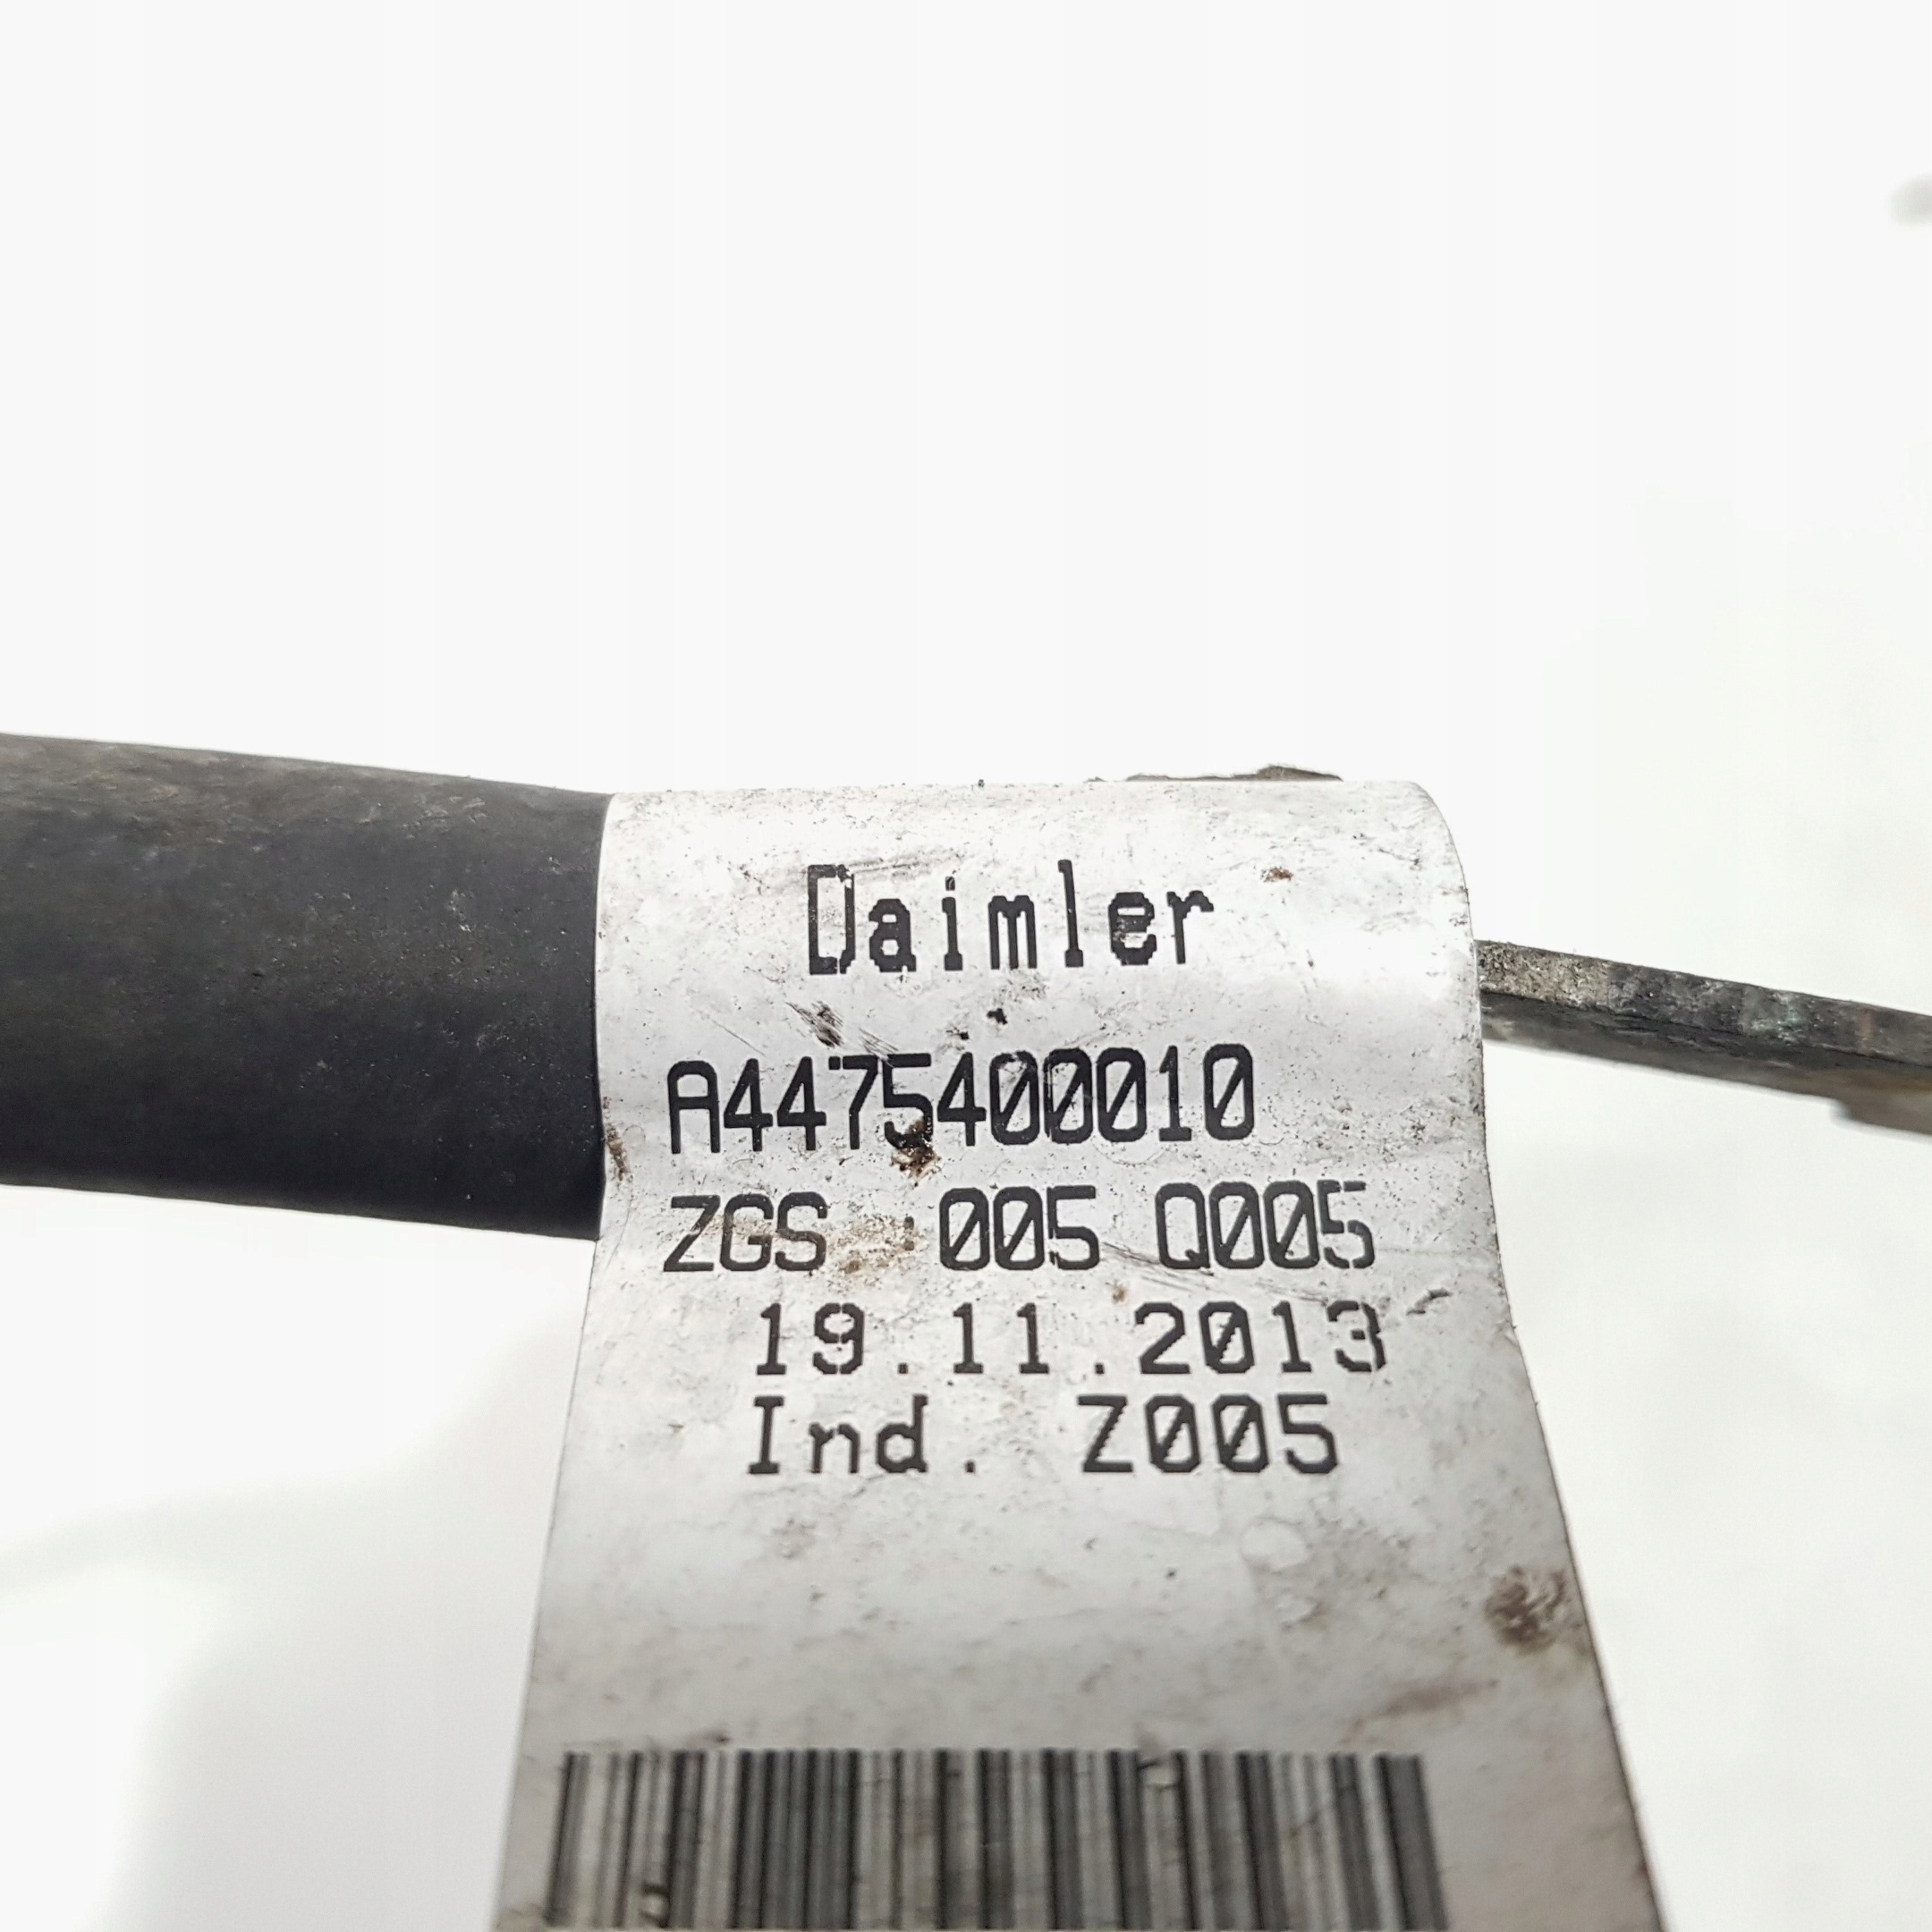 Daimler
A4475400010
ZGS : 005 Q005
19.11.2013
Ind. Z005